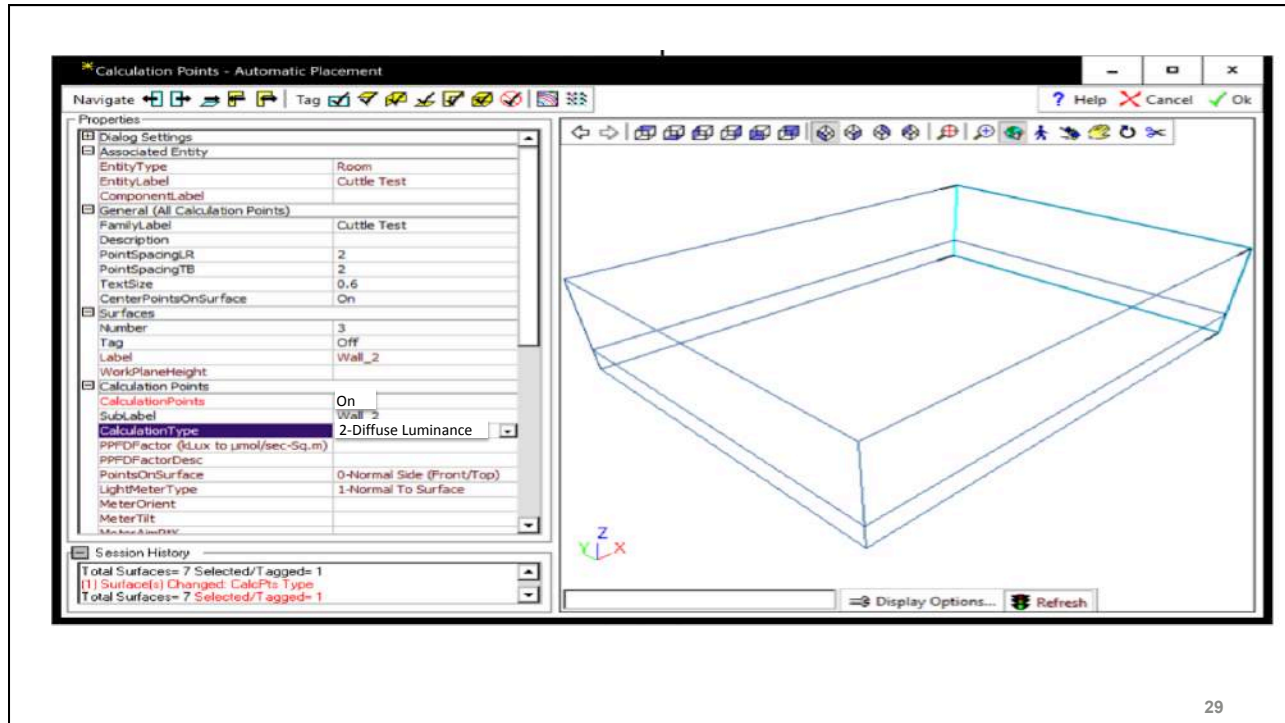 Calculation Points - Automatic Placement
Navigate Tag ? Help Cancel Ok
Properties
Dialog Settings
Associated Entity
EntityType Room
EntityLabel Cuttle Test
ComponentLabel
General (All Calculation Points)
FamilyLabel Cuttle Test
Description
PointSpacingLR 2
PointSpacingTB 2
TextSize 0.6
CenterPointsOnSurface On
Surfaces
Number 3
Tag Off
Label Wall_2
WorkPlaneHeight
Calculation Points
CalculationPoints On
SubLabel Wall_2
CalculationType 2-Diffuse Luminance
PPFDFactor (kLux to µmol/sec-Sq.m)
PPFDFactorDesc
PointsOnSurface 0-Normal Side (Front/Top)
LightMeterType 1-Normal To Surface
MeterOrient
MeterTilt
Z
Y X
Session History
Total Surfaces= 7 Selected/Tagged= 1
(1) Surface(s) Changed: CalcPts Type
Total Surfaces= 7 Selected/Tagged= 1
Display Options... Refresh
29